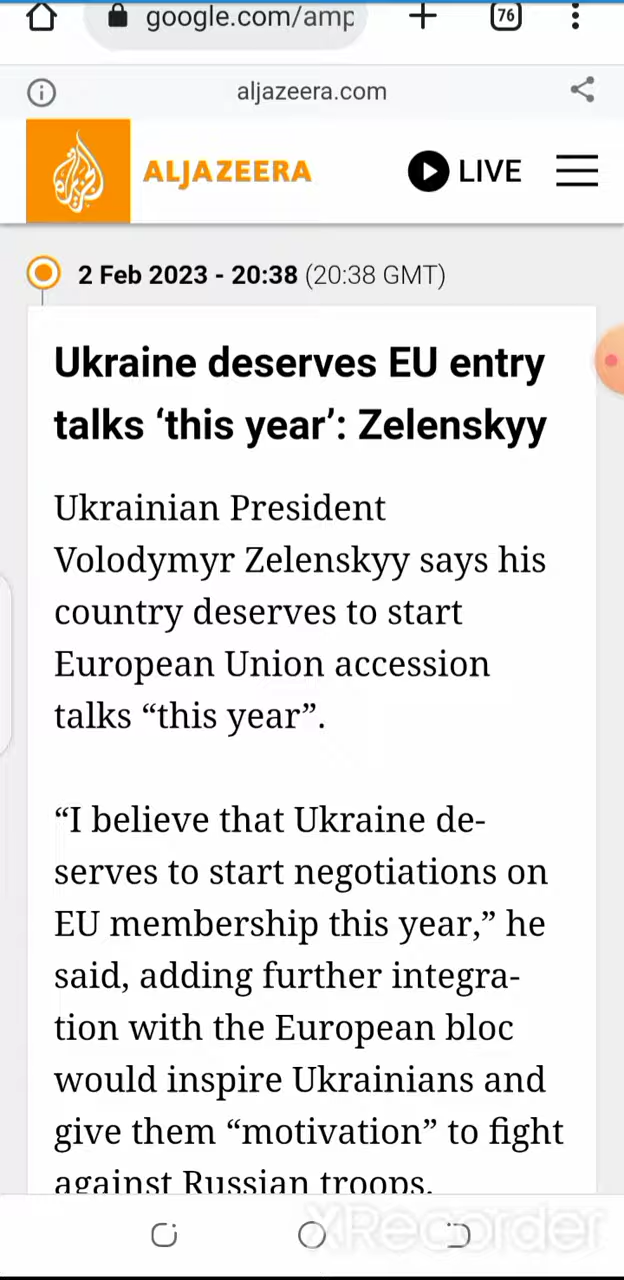 google.com/amp
76
aljazeera.com
ALJAZEERA
LIVE
2 Feb 2023 - 20:38 (20:38 GMT)
Ukraine deserves EU entry
talks ‘this year’: Zelenskyy
Ukrainian President
Volodymyr Zelenskyy says his
country deserves to start
European Union accession
talks “this year”.
“I believe that Ukraine de-
serves to start negotiations on
EU membership this year,” he
said, adding further integra-
tion with the European bloc
would inspire Ukrainians and
give them “motivation” to fight
against Russian troops.
XRecorder